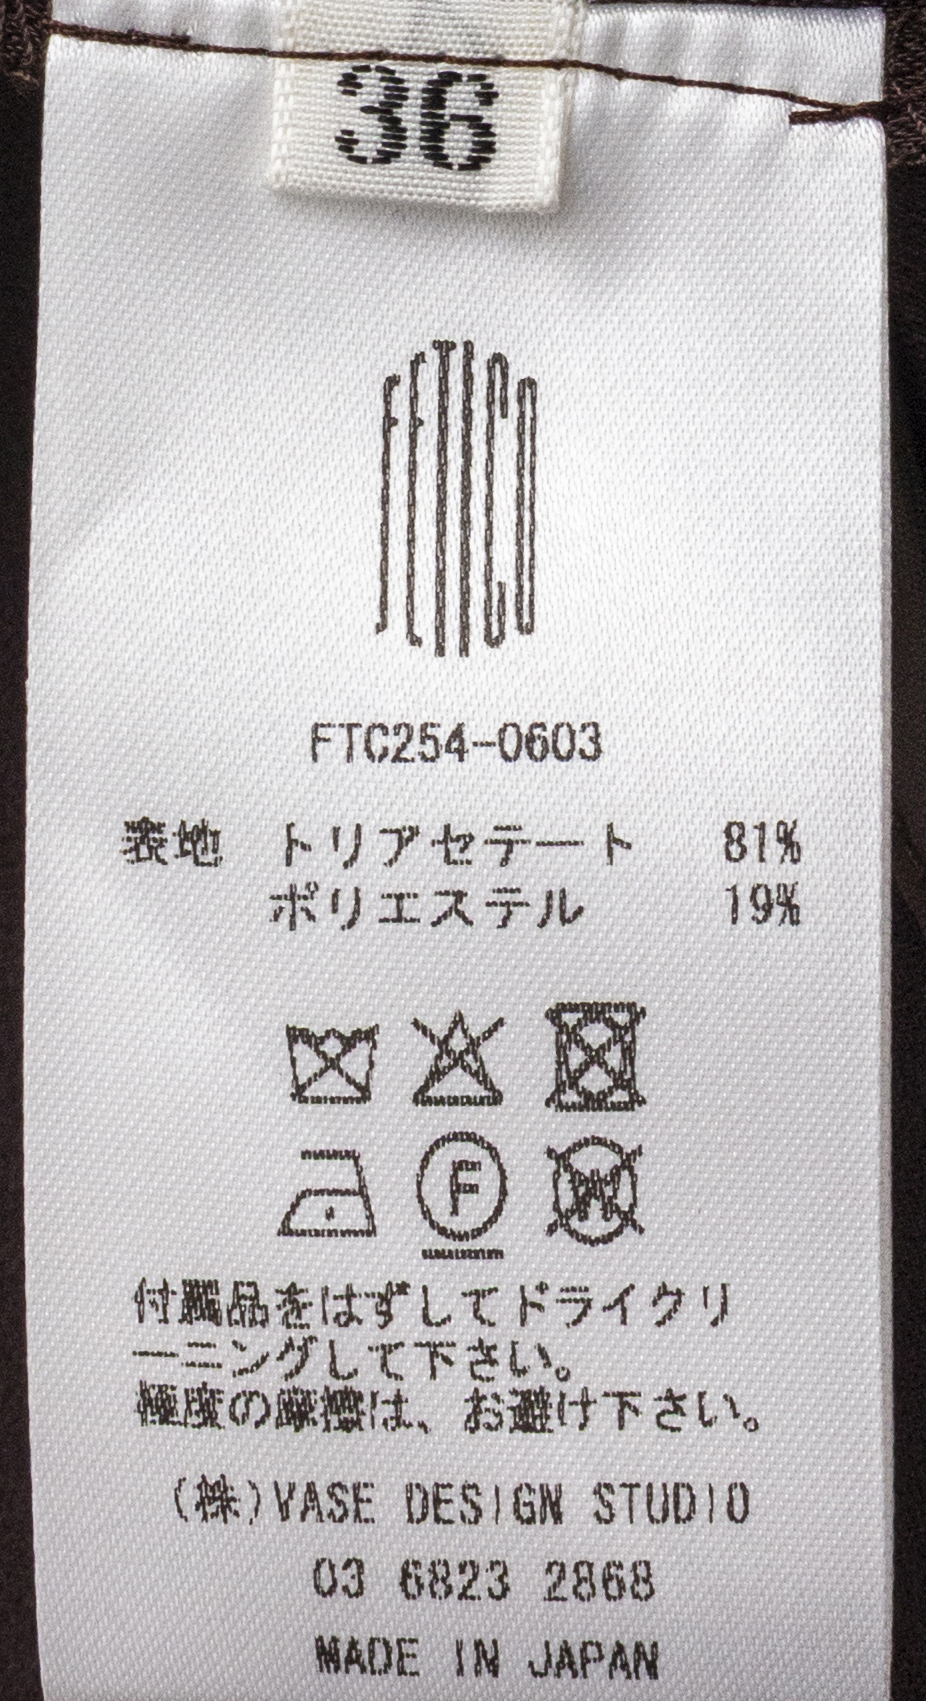 36
FETICO
FTC254-0603
表地 トリアセテート 81%
ポリエステル 19%
F
W
付属品をはずしてドライクリ
ーニングして下さい。
極度の摩擦は、お避け下さい。
(株)VASE DESIGN STUDIO
03 6823 2868
MADE IN JAPAN